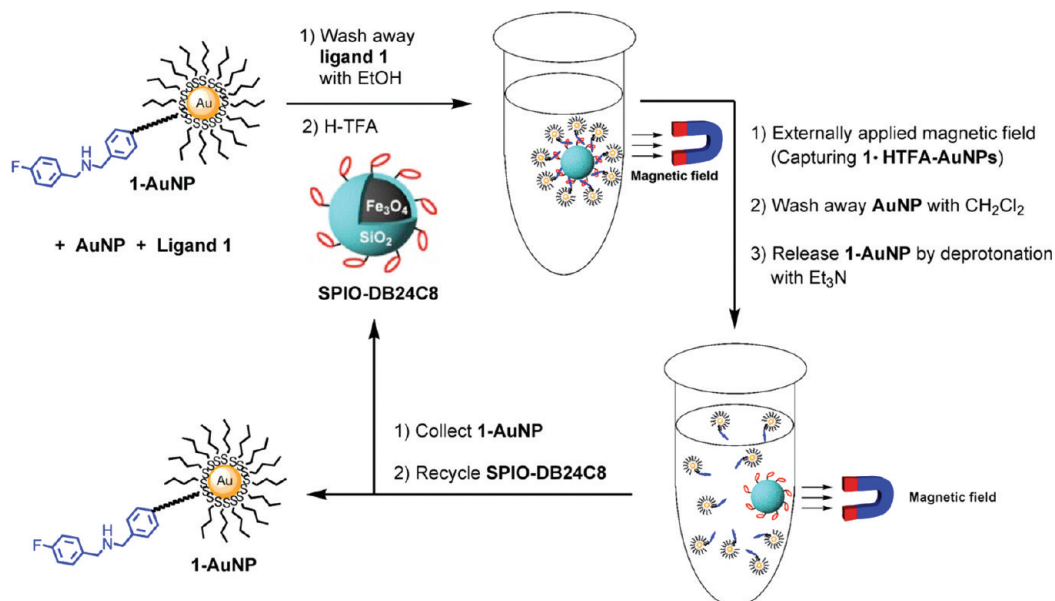 1) Wash away
ligand 1
with EtOH
2) H-TFA
Au
SSSSSSSSSSSSSS
F
H
N
1-AuNP
+ AuNP + Ligand 1
Fe3O4
SiO2
SPIO-DB24C8
Magnetic field
1) Externally applied magnetic field
(Capturing 1· HTFA-AuNPs)
2) Wash away AuNP with CH2Cl2
3) Release 1-AuNP by deprotonation
with Et3N
Magnetic field
1) Collect 1-AuNP
2) Recycle SPIO-DB24C8
Au
SSSSSSSSSSSSSS
F
H
N
1-AuNP